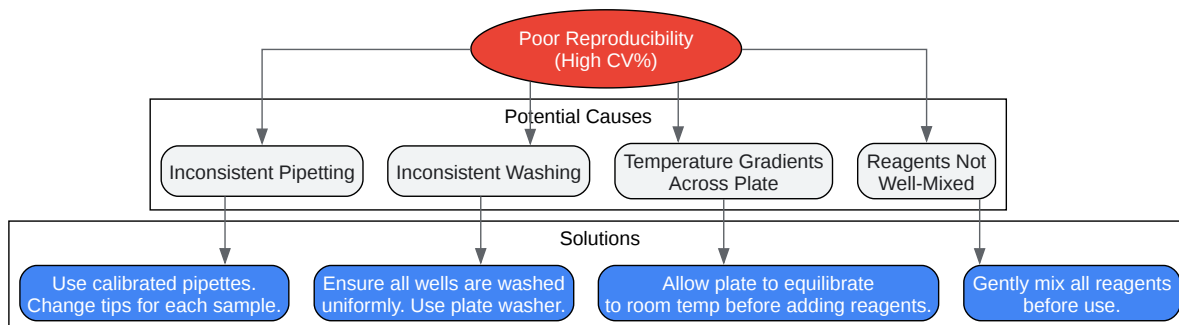 Poor Reproducibility
(High CV%)
Potential Causes
Inconsistent Pipetting
Inconsistent Washing
Temperature Gradients
Across Plate
Reagents Not
Well-Mixed
Solutions
Use calibrated pipettes.
Change tips for each sample.
Ensure all wells are washed
uniformly. Use plate washer.
Allow plate to equilibrate
to room temp before adding reagents.
Gently mix all reagents
before use.